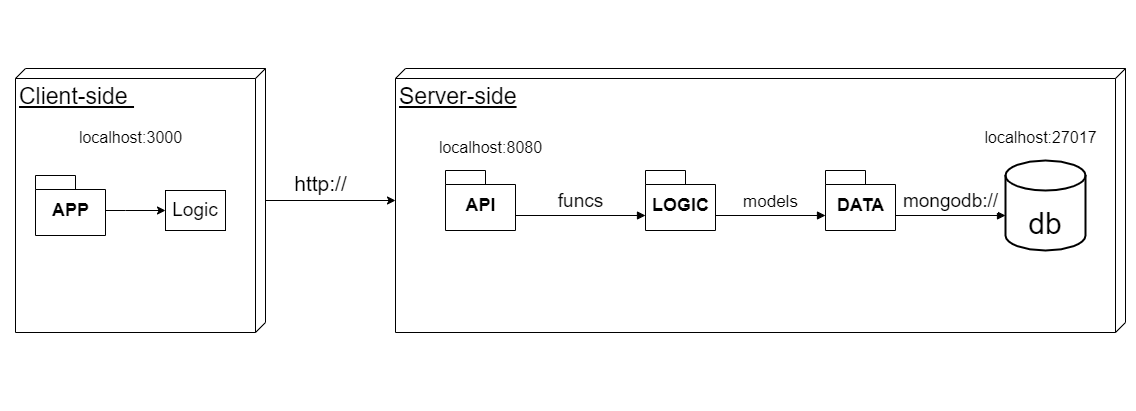 Client-side
localhost:3000
APP
Logic
http://
Server-side
localhost:8080
localhost:27017
API
funcs
LOGIC
models
DATA
mongodb://
db